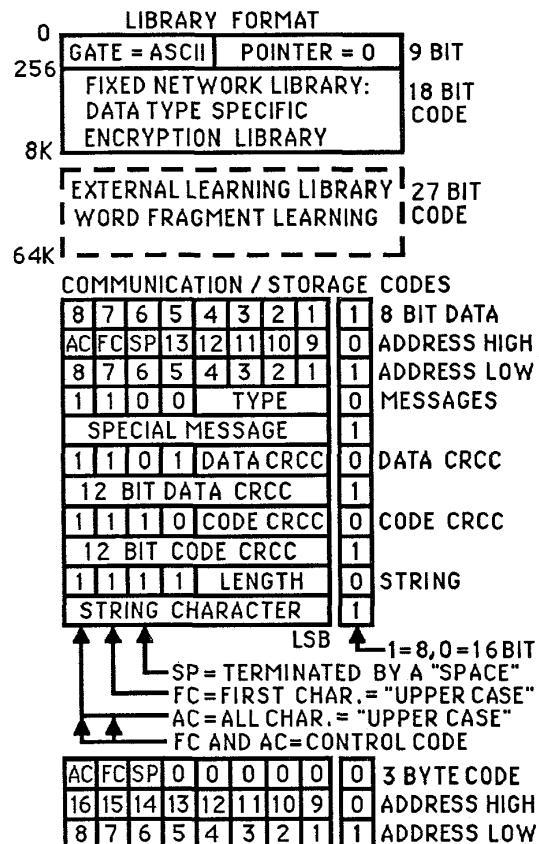 LIBRARY FORMAT
0
GATE = ASCII POINTER = 0 9 BIT
256
FIXED NETWORK LIBRARY: 18 BIT
DATA TYPE SPECIFIC CODE
ENCRYPTION LIBRARY
8K
EXTERNAL LEARNING LIBRARY 27 BIT
WORD FRAGMENT LEARNING CODE
64K
COMMUNICATION / STORAGE CODES
8 7 6 5 4 3 2 1 1 8 BIT DATA
AC FC SP 13 12 11 10 9 0 ADDRESS HIGH
8 7 6 5 4 3 2 1 1 ADDRESS LOW
1 1 0 0 TYPE 0 MESSAGES
SPECIAL MESSAGE 1
1 1 0 1 DATA CRCC 0 DATA CRCC
12 BIT DATA CRCC 1
1 1 1 0 CODE CRCC 0 CODE CRCC
12 BIT CODE CRCC 1
1 1 1 1 LENGTH 0 STRING
STRING CHARACTER 1
LSB
1=8,0=16 BIT
SP = TERMINATED BY A "SPACE"
FC=FIRST CHAR.= "UPPER CASE"
AC=ALL CHAR.= "UPPER CASE"
FC AND AC=CONTROL CODE
AC FC SP 0 0 0 0 0 0 3 BYTE CODE
16 15 14 13 12 11 10 9 0 ADDRESS HIGH
8 7 6 5 4 3 2 1 1 ADDRESS LOW